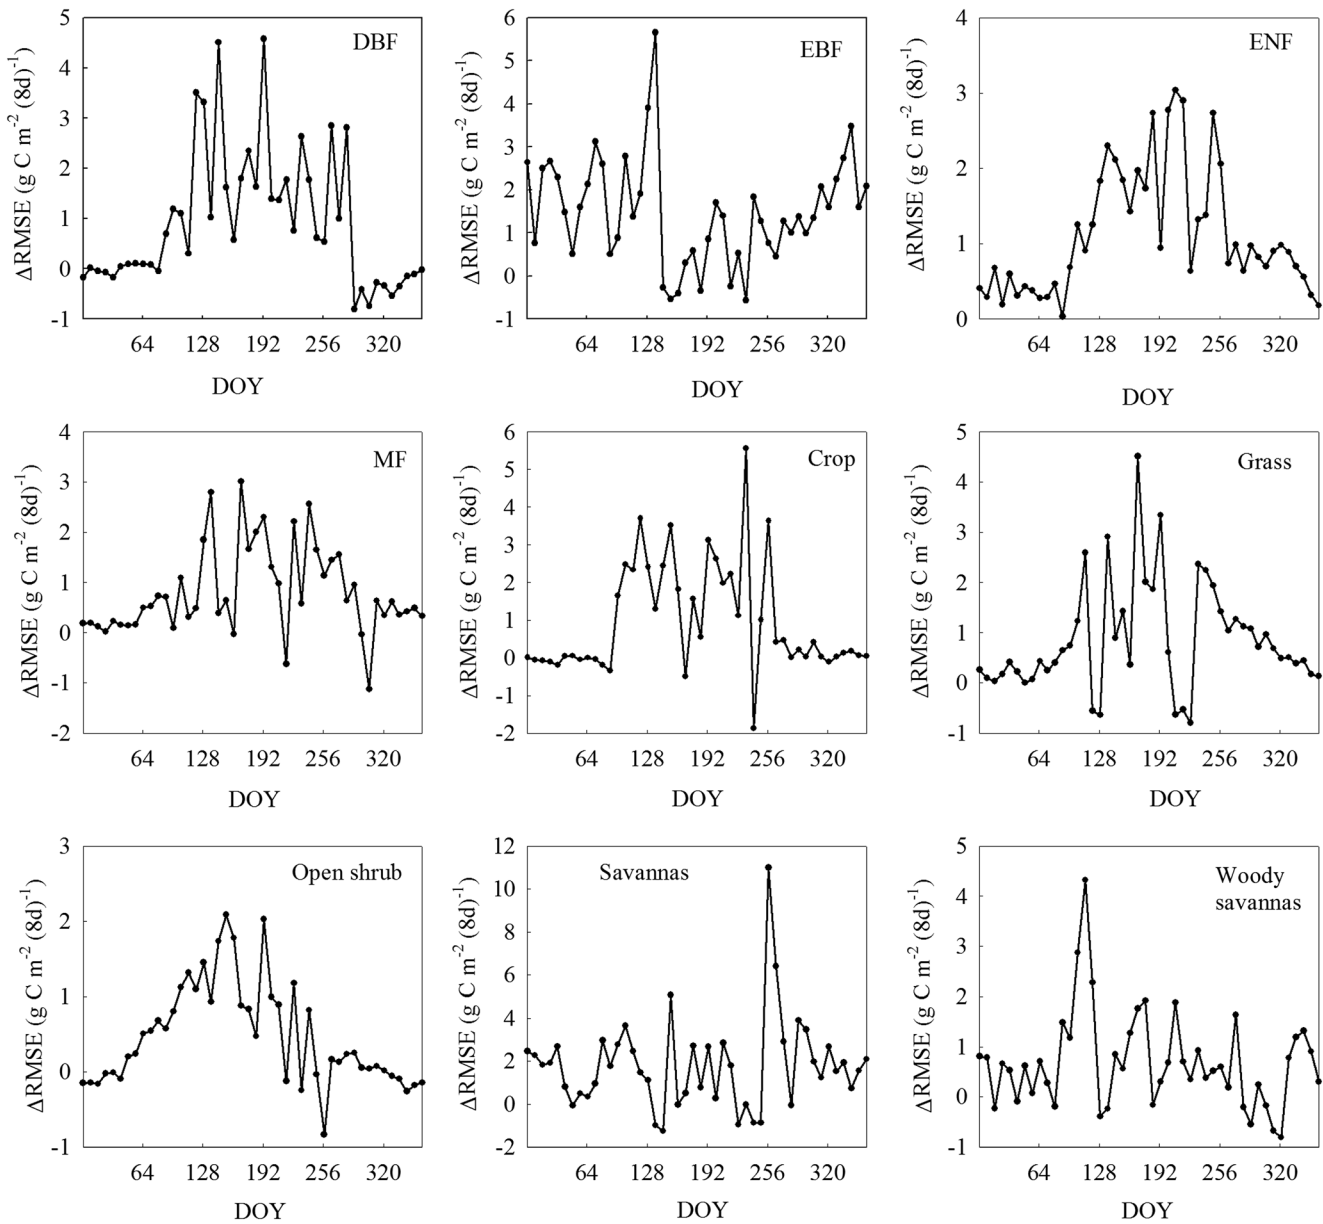 DBF
ΔRMSE (g C m-2 (8d)-1)
5
4
3
2
1
0
-1
64 128 192 256 320
DOY
EBF
ΔRMSE (g C m-2 (8d)-1)
6
5
4
3
2
1
0
-1
64 128 192 256 320
DOY
ENF
ΔRMSE (g C m-2 (8d)-1)
4
3
2
1
0
64 128 192 256 320
DOY
MF
ΔRMSE (g C m-2 (8d)-1)
4
3
2
1
0
-1
-2
64 128 192 256 320
DOY
Crop
ΔRMSE (g C m-2 (8d)-1)
6
5
4
3
2
1
0
-1
-2
64 128 192 256 320
DOY
Grass
ΔRMSE (g C m-2 (8d)-1)
5
4
3
2
1
0
-1
64 128 192 256 320
DOY
Open shrub
ΔRMSE (g C m-2 (8d)-1)
3
2
1
0
-1
64 128 192 256 320
DOY
Savannas
ΔRMSE (g C m-2 (8d)-1)
12
10
8
6
4
2
0
-2
64 128 192 256 320
DOY
Woody
savannas
ΔRMSE (g C m-2 (8d)-1)
5
4
3
2
1
0
-1
64 128 192 256 320
DOY